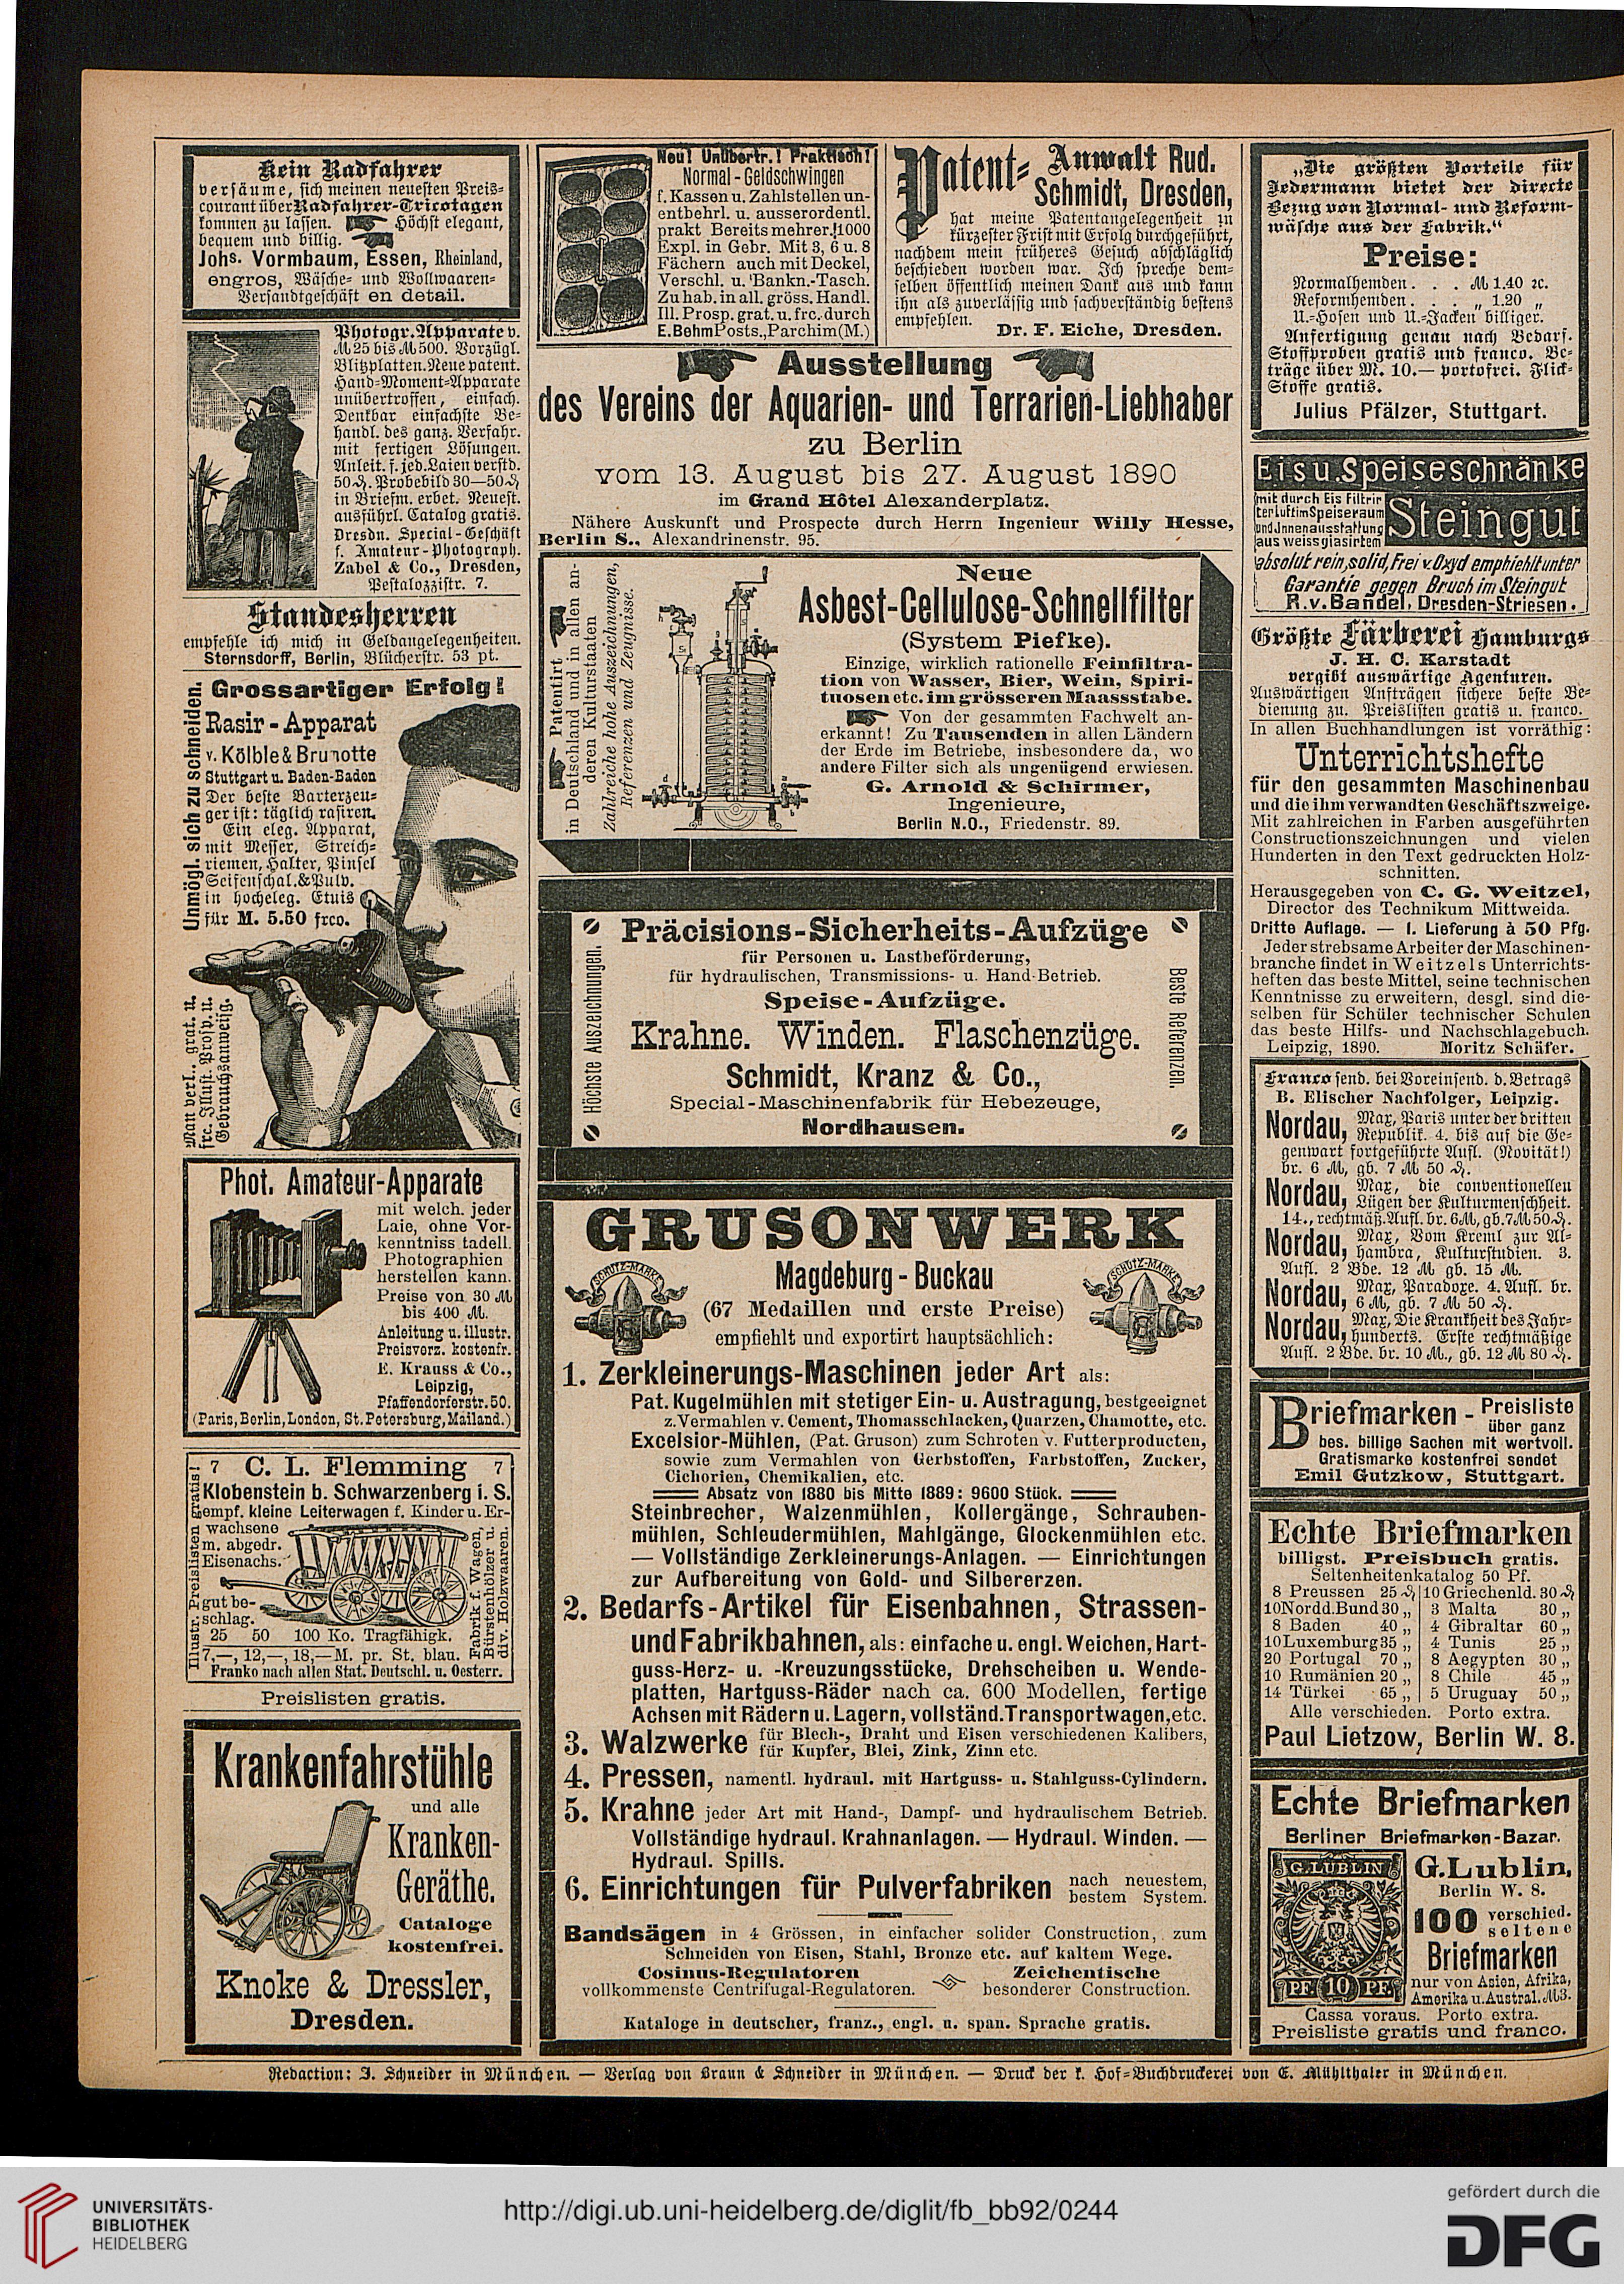 Kein Radfahrer
versäume, sich meinen neuesten Preis-
courant über Radfahrer-Tricotagen
kommen zu lassen. Höchst elegant,
bequem und billig.
Johs. Vormbaum, Essen, Rheinland,
engros, Wäsche- und Wollwaaren-
Versandtgeschäft en detail.
Photogr. Apparate v.
M 25 bis M 500. Vorzügl.
Blitzplatten. Neue patent.
Hand-Moment-Apparate
unübertroffen, einfach.
Denkbar einfachste Be-
handl. des ganz. Verfahr.
mit fertigen Lösungen.
Anleit. f. jed. Laien verstd.
50 ₰. Probebild 30—50 ₰
in Briefm. erbet. Neuest.
ausführl. Catalog gratis.
Dresdn. Special-Geschäft
f. Amateur-Photograph.
Zabel & Co., Dresden,
Pestalozzistr. 7.
Standesherren
empfehle ich mich in Geldangelegenheiten.
Sternsdorff, Berlin, Blücherstr. 53 pt.
Grossartiger Erfolg!
Unmögl. sich zu schneiden.
Rasir-Apparat
v. Kölble & Brunotte
Stuttgart u. Baden-Baden
Der beste Barterzeu-
ger ist: täglich rasiren.
Ein eleg. Apparat,
mit Messer, Streich-
riemen, Halter, Pinsel
Seifenschal. & Pulv.
in hocheleg. Etuis
für M. 5.50 frco.
Man verl., grat. u.
frc. Illust. Prosp. u.
Gebrauchsanweisg.
Phot. Amateur-Apparate
mit welch. jeder
Laie, ohne Vor-
kenntniss tadell.
Photographien
herstellen kann.
Preise von 30 M
bis 400 M.
Anleitung u. illustr.
Preisverz. kostenfr.
E. Krauss & Co.,
Leipzig,
Pfaffendorferstr. 50.
(Paris, Berlin, London, St. Petersburg, Mailand.)
7 C. L. Flemming 7
Klobenstein b. Schwarzenberg i. S.
empf. kleine Leiterwagen f. Kinder u. Er-
wachsene
m. abgedr.
Eisenachs.
gut be-
schlag.
Illustr. Preislisten gratis!
Fabrik f. Wagen,
Bürstenhölzer u.
div. Holzwaaren.
25 50 100 Ko. Tragfähigk.
7,—, 12,—, 18,— M. pr. St. blau.
Franko nach allen Stat. Deutschl. u. Oesterr.
Preislisten gratis.
Krankenfahrstühle
und alle
Kranken-
Geräthe.
Cataloge
kostenfrei.
Knoke & Dressler,
Dresden.
Neu! Unübertr.! Praktisch!
Normal-Geldschwingen
f. Kassen u. Zahlstellen un-
entbehrl. u. ausserordentl.
prakt Bereits mehrer. 1000
Expl. in Gebr. Mit 3, 6 u. 8
Fächern auch mit Deckel,
Verschl. u. Bankn.-Tasch.
Zu hab. in all. gröss. Handl.
Ill. Prosp. grat. u. frc. durch
E. Behm Posts., Parchim (M.)
Patent-Anwalt Rud.
Schmidt, Dresden,
hat meine Patentangelegenheit in
kürzester Frist mit Erfolg durchgeführt,
nachdem mein früheres Gesuch abschläglich
beschieden worden war. Ich spreche dem-
selben öffentlich meinen Dank aus und kann
ihn als zuverlässig und sachverständig bestens
empfehlen.
Dr. F. Eiche, Dresden.
Ausstellung
des Vereins der Aquarien- und Terrarien-Liebhaber
zu Berlin
vom 13. August bis 27. August 1890
im Grand Hôtel Alexanderplatz.
Nähere Auskunft und Prospecte durch Herrn Ingenieur Willy Hesse,
Berlin S., Alexandrinenstr. 95.
Patentirt
in Deutschland und in allen an-
deren Kulturstaaten
Zahlreiche hohe Auszeichnungen,
Referenzen und Zeugnisse.
Neue
Asbest-Cellulose-Schnellfilter
(System Piefke).
Einzige, wirklich rationelle Feinfiltra-
tion von Wasser, Bier, Wein, Spiri-
tuosen etc. im grösseren Maassstabe.
Von der gesammten Fachwelt an-
erkannt! Zu Tausenden in allen Ländern
der Erde im Betriebe, insbesondere da, wo
andere Filter sich als ungenügend erwiesen.
G. Arnold & Schirmer,
Ingenieure,
Berlin N.O., Friedenstr. 89.
Höchste Auszeichnungen.
Präcisions-Sicherheits-Aufzüge
für Personen u. Lastbeförderung,
für hydraulischen, Transmissions- u. Hand-Betrieb.
Speise-Aufzüge.
Krahne. Winden. Flaschenzüge.
Schmidt, Kranz & Co.,
Special-Maschinenfabrik für Hebezeuge,
Nordhausen.
Beste Referenzen.
GRUSONWERK
SCHUTZ-MARKE
Magdeburg-Buckau
SCHUTZ-MARKE
(67 Medaillen und erste Preise)
empfiehlt und exportirt hauptsächlich:
1. Zerkleinerungs-Maschinen jeder Art als:
Pat. Kugelmühlen mit stetiger Ein- u. Austragung, bestgeeignet
z. Vermahlen v. Cement, Thomasschlacken, Quarzen, Chamotte, etc.
Excelsior-Mühlen, (Pat. Gruson) zum Schroten v. Futterproducten,
sowie zum Vermahlen von Gerbstoffen, Farbstoffen, Zucker,
Cichorien, Chemikalien, etc.
Absatz von 1880 bis Mitte 1889: 9600 Stück.
Steinbrecher, Walzenmühlen, Kollergänge, Schrauben-
mühlen, Schleudermühlen, Mahlgänge, Glockenmühlen etc.
— Vollständige Zerkleinerungs-Anlagen. — Einrichtungen
zur Aufbereitung von Gold- und Silbererzen.
2. Bedarfs-Artikel für Eisenbahnen, Strassen-
und Fabrikbahnen, als: einfache u. engl. Weichen, Hart-
guss-Herz- u. -Kreuzungsstücke, Drehscheiben u. Wende-
platten, Hartguss-Räder nach ca. 600 Modellen, fertige
Achsen mit Rädern u. Lagern, vollständ. Transportwagen, etc.
3. Walzwerke für Blech-, Draht und Eisen verschiedenen Kalibers,
für Kupfer, Blei, Zink, Zinn etc.
4. Pressen, namentl. hydraul. mit Hartguss- u. Stahlguss-Cylindern.
5. Krahne jeder Art mit Hand-, Dampf- und hydraulischem Betrieb.
Vollständige hydraul. Krahnanlagen. — Hydraul. Winden. —
Hydraul. Spills.
6. Einrichtungen für Pulverfabriken nach neuestem,
bestem System.
Bandsägen in 4 Grössen, in einfacher solider Construction, zum
Schneiden von Eisen, Stahl, Bronze etc. auf kaltem Wege.
Cosinus-Regulatoren
vollkommenste Centrifugal-Regulatoren.
Zeichentische
besonderer Construction.
Kataloge in deutscher, franz., engl. u. span. Sprache gratis.
„Die größten Vorteile für
Jedermann bietet der directe
Bezug von Normal- und Reform-
wäsche aus der Fabrik.“
Preise:
Normalhemden . . . M 1.40 ꝛc.
Reformhemden . . . „ 1.20 „
U.-Hosen und U.-Jacken billiger.
Anfertigung genau nach Bedarf.
Stoffproben gratis und franco. Be-
träge über M. 10.— portofrei. Flick-
Stoffe gratis.
Julius Pfälzer, Stuttgart.
Eis u. Speiseschränke
mit durch Eis filtrir
ter Luft im Speiseraum
und Innenausstattung
aus weiss glasirtem
Steingut
absolut rein, solid, frei v. Oxyd empfiehlt unter
Garantie gegen Bruch im Steingut
R. v. Bandel, Dresden-Striesen.
Größte Färberei Hamburgs
J. H. C. Karstadt
vergibt auswärtige Agenturen.
Auswärtigen Aufträgen sichere beste Be-
dienung zu. Preislisten gratis u. franco.
In allen Buchhandlungen ist vorräthig:
Unterrichtshefte
für den gesammten Maschinenbau
und die ihm verwandten Geschäftszweige.
Mit zahlreichen in Farben ausgeführten
Constructionszeichnungen und vielen
Hunderten in den Text gedruckten Holz-
schnitten.
Herausgegeben von C. G. Weitzel,
Director des Technikum Mittweida.
Dritte Auflage. — 1. Lieferung à 50 Pfg.
Jeder strebsame Arbeiter der Maschinen-
branche findet in Weitzels Unterrichts-
heften das beste Mittel, seine technischen
Kenntnisse zu erweitern, desgl. sind die-
selben für Schüler technischer Schulen
das beste Hilfs- und Nachschlagebuch.
Leipzig, 1890. Moritz Schäfer.
Franco send. bei Voreinsend. d. Betrags
B. Elischer Nachfolger, Leipzig.
Nordau, Max, Paris unter der dritten
Republik. 4. bis auf die Ge-
genwart fortgeführte Aufl. (Novität!)
br. 6 M, gb. 7 M 50 ₰.
Nordau, Max, die conventionellen
Lügen der Kulturmenschheit.
14., rechtmäß. Aufl. br. 6 M, gb. 7 M 50 ₰.
Nordau, Max, Vom Kreml zur Al-
hambra, Kulturstudien. 3.
Aufl. 2 Bde. 12 M gb. 15 M.
Nordau, Max, Paradoxe. 4. Aufl. br.
6 M, gb. 7 M 50 ₰.
Nordau, Max, Die Krankheit des Jahr-
hunderts. Erste rechtmäßige
Aufl. 2 Bde. br. 10 M., gb. 12 M 80 ₰.
Briefmarken-Preisliste
über ganz
bes. billige Sachen mit wertvoll.
Gratismarke kostenfrei sendet
Emil Gutzkow, Stuttgart.
Echte Briefmarken
billigst. Preisbuch gratis.
Seltenheitenkatalog 50 Pf.
8 Preussen 25 ₰ 10 Griechenld. 30 ₰
10 Nordd. Bund 30 „ 3 Malta 30 „
8 Baden 40 „ 4 Gibraltar 60 „
10 Luxemburg 35 „ 4 Tunis 25 „
20 Portugal 70 „ 8 Aegypten 30 „
10 Rumänien 20 „ 8 Chile 45 „
14 Türkei 65 „ 5 Uruguay 50 „
Alle verschieden. Porto extra.
Paul Lietzow, Berlin W. 8.
Echte Briefmarken
Berliner Briefmarken-Bazar.
G. LUBLIN
PF. 10 PF.
G. Lublin,
Berlin W. 8.
100 verschied.
seltene
Briefmarken
nur von Asien, Afrika,
Amerika u. Austral. M 3.
Cassa voraus. Porto extra.
Preisliste gratis und franco.
Redaction: J. Schneider in München. — Verlag von Braun & Schneider in München. — Druck der k. Hof-Buchdruckerei von E. Mühlthaler in München.
UNIVERSITÄTS-
BIBLIOTHEK
HEIDELBERG
http://digi.ub.uni-heidelberg.de/diglit/fb_bb92/0244
gefördert durch die
DFG